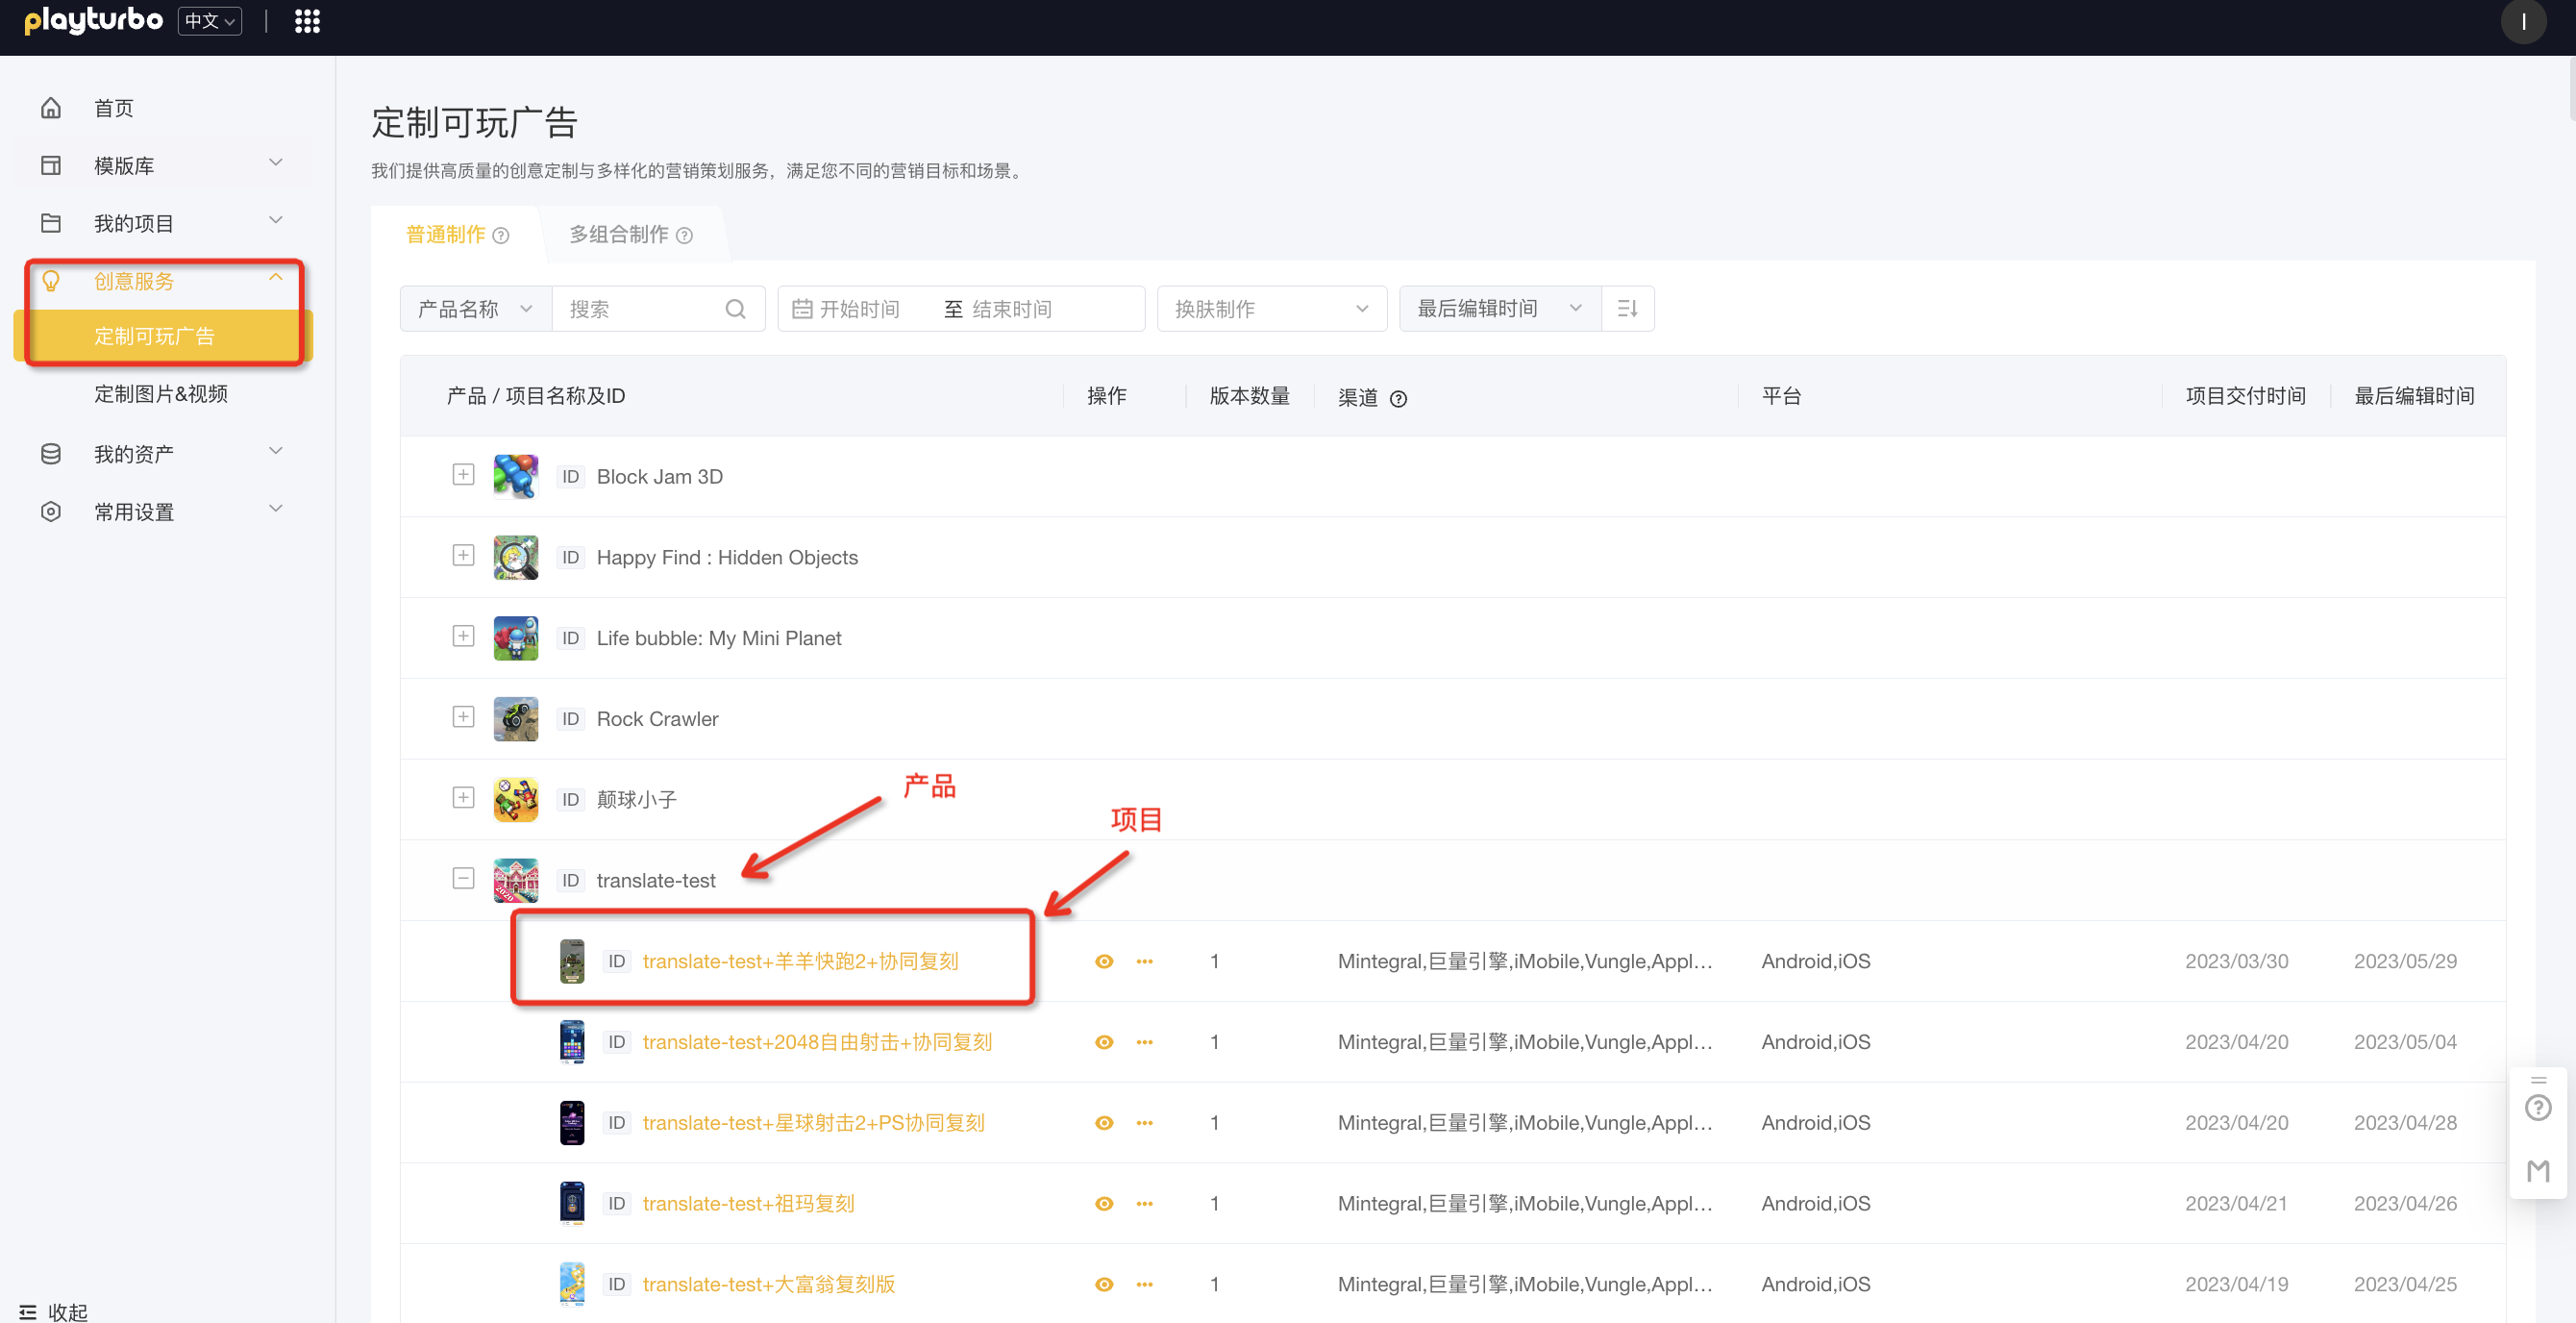 playturbo 中文
I
首页
模版库
我的项目
创意服务
定制可玩广告
定制图片&视频
我的资产
常用设置
收起
定制可玩广告
我们提供高质量的创意定制与多样化的营销策划服务，满足您不同的营销目标和场景。
普通制作 多组合制作
产品名称 搜索 开始时间 至 结束时间 换肤制作 最后编辑时间
产品 / 项目名称及ID 操作 版本数量 渠道 平台 项目交付时间 最后编辑时间
ID Block Jam 3D
ID Happy Find : Hidden Objects
ID Life bubble: My Mini Planet
ID Rock Crawler
ID 颠球小子
产品
项目
ID translate-test
ID translate-test+羊羊快跑2+协同复刻 1 Mintegral,巨量引擎,iMobile,Vungle,Appl... Android,iOS 2023/03/30 2023/05/29
ID translate-test+2048自由射击+协同复刻 1 Mintegral,巨量引擎,iMobile,Vungle,Appl... Android,iOS 2023/04/20 2023/05/04
ID translate-test+星球射击2+PS协同复刻 1 Mintegral,巨量引擎,iMobile,Vungle,Appl... Android,iOS 2023/04/20 2023/04/28
ID translate-test+祖玛复刻 1 Mintegral,巨量引擎,iMobile,Vungle,Appl... Android,iOS 2023/04/21 2023/04/26
ID translate-test+大富翁复刻版 1 Mintegral,巨量引擎,iMobile,Vungle,Appl... Android,iOS 2023/04/19 2023/04/25